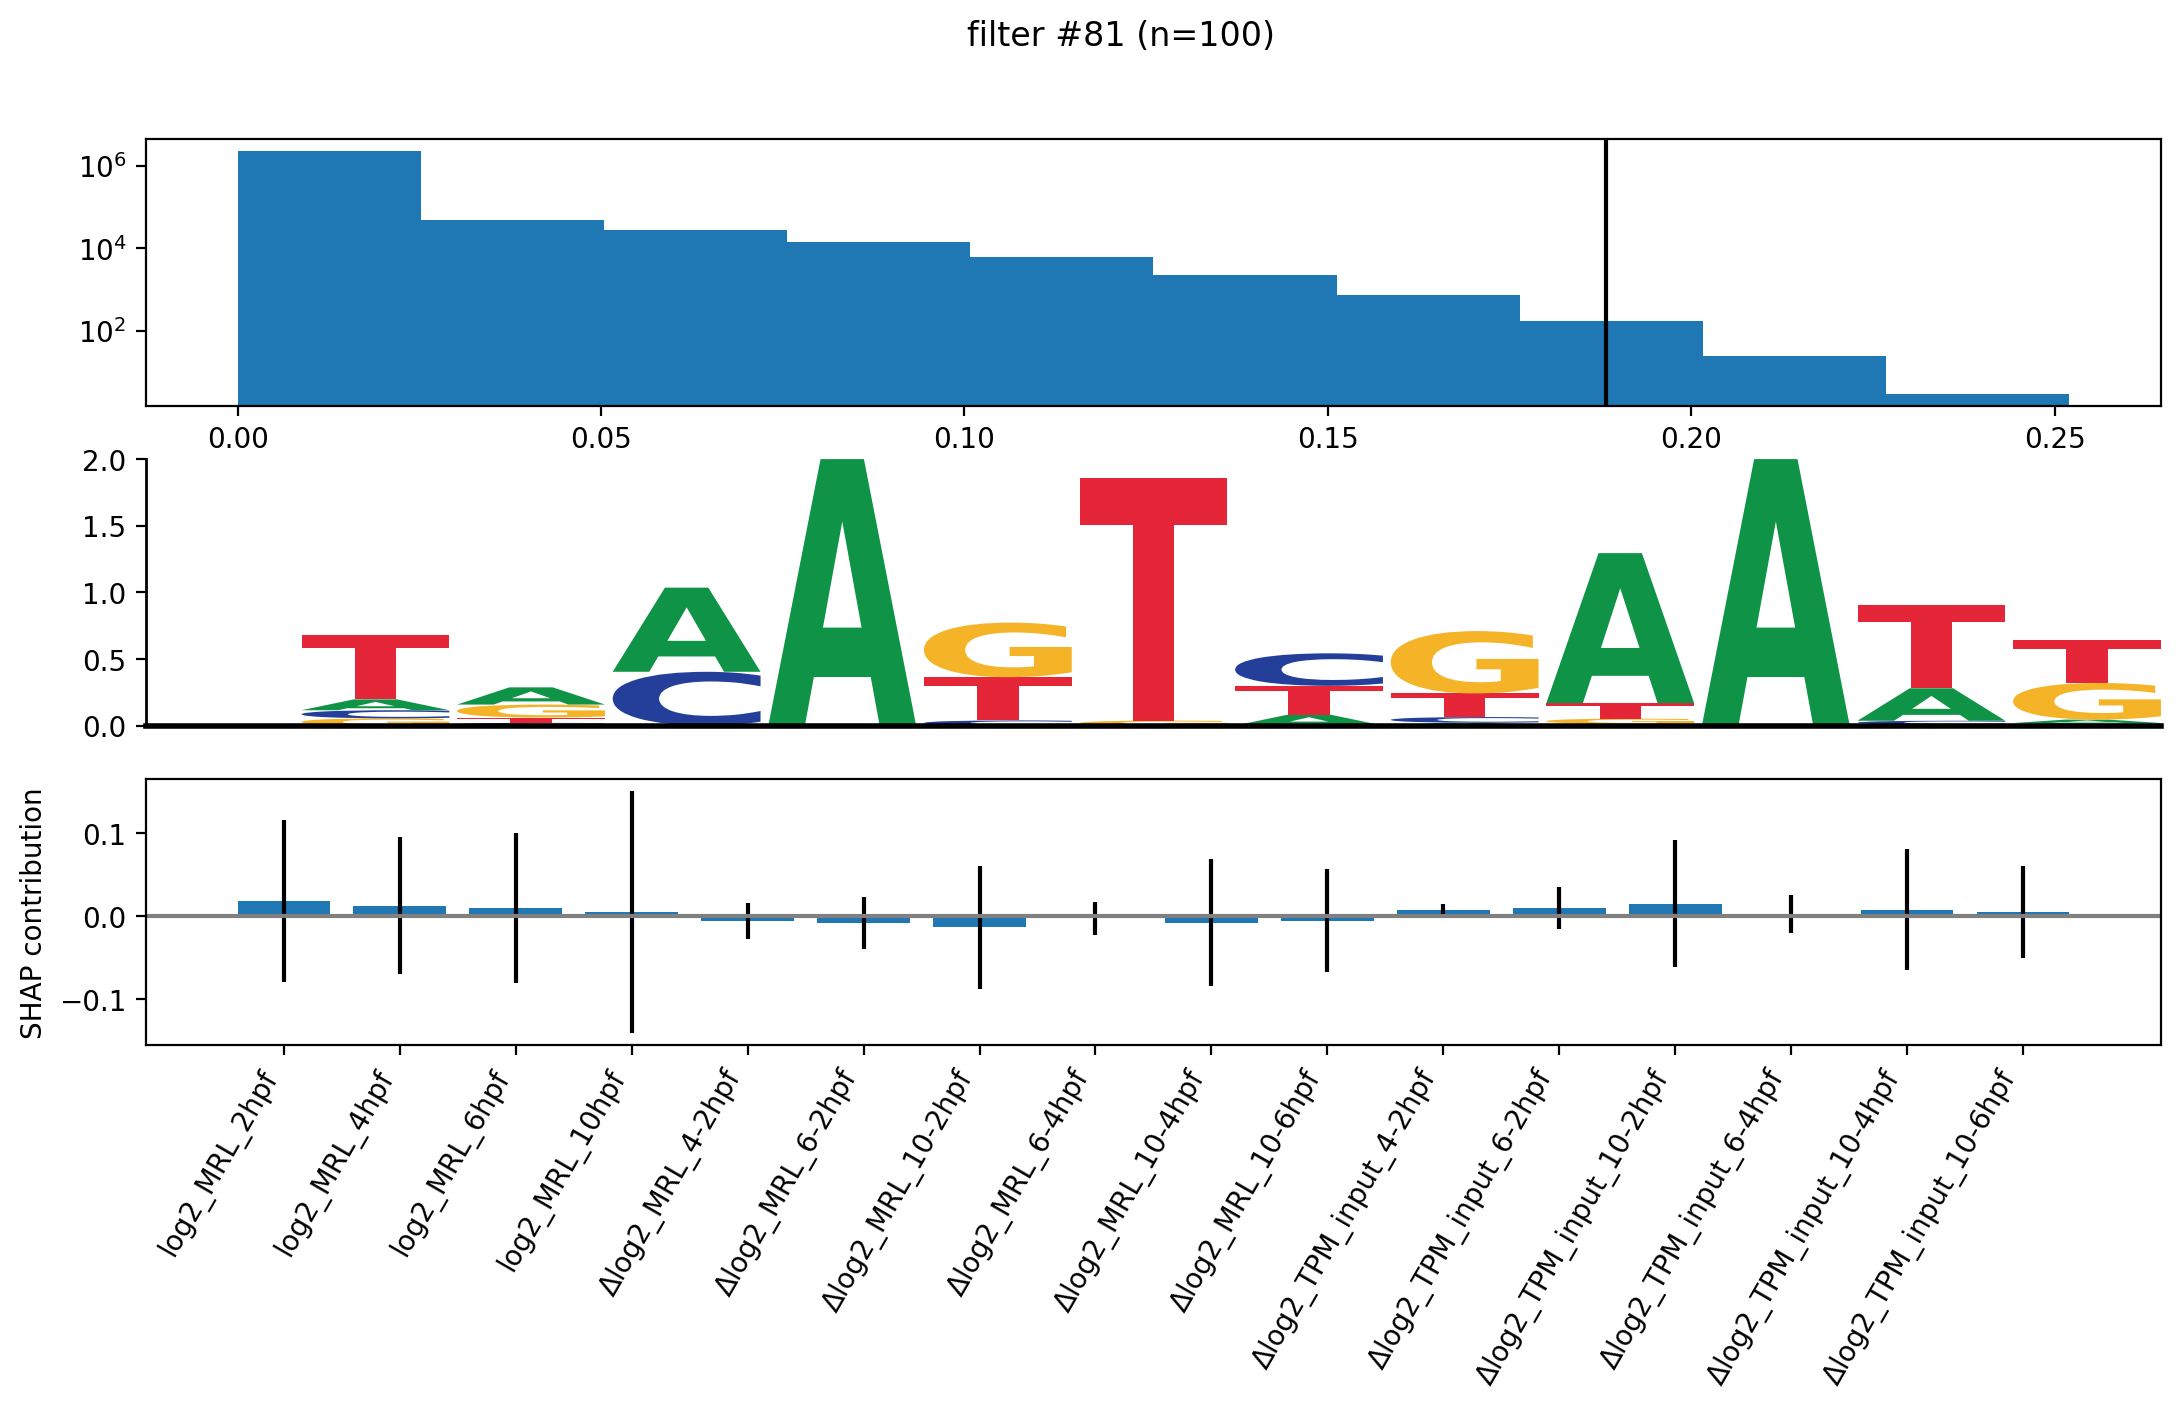 filter #81 (n=100)
10⁶
10⁴
10²
0.00 0.05 0.10 0.15 0.20 0.25
2.0
1.5
1.0
0.5
0.0
T A C G
A G T
A C
A
G T C
T G
C T A
G T C
A T G
A
T A C
T G A
SHAP contribution
0.1
0.0
−0.1
log2_MRL_2hpf
log2_MRL_4hpf
log2_MRL_6hpf
log2_MRL_10hpf
Δlog2_MRL_4-2hpf
Δlog2_MRL_6-2hpf
Δlog2_MRL_10-2hpf
Δlog2_MRL_6-4hpf
Δlog2_MRL_10-4hpf
Δlog2_MRL_10-6hpf
Δlog2_TPM_input_4-2hpf
Δlog2_TPM_input_6-2hpf
Δlog2_TPM_input_10-2hpf
Δlog2_TPM_input_6-4hpf
Δlog2_TPM_input_10-4hpf
Δlog2_TPM_input_10-6hpf